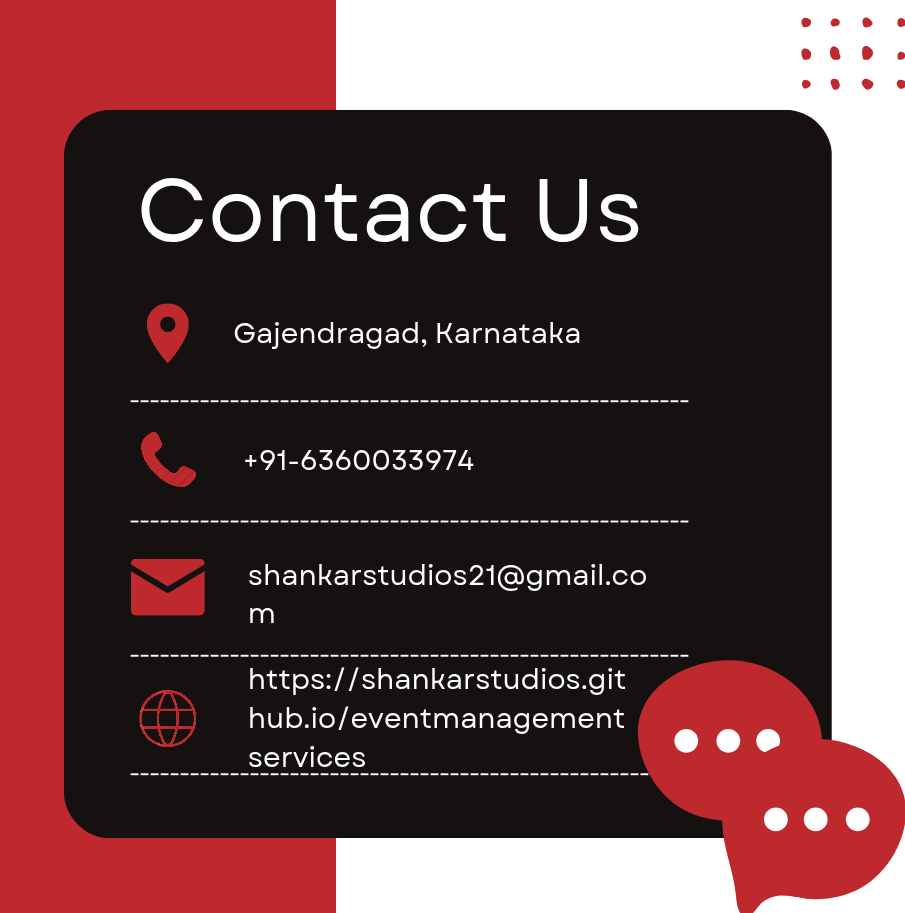 Contact Us
Gajendragad, Karnataka
+91-6360033974
shankarstudios21@gmail.co
m
https://shankarstudios.git
hub.io/eventmanagement
services